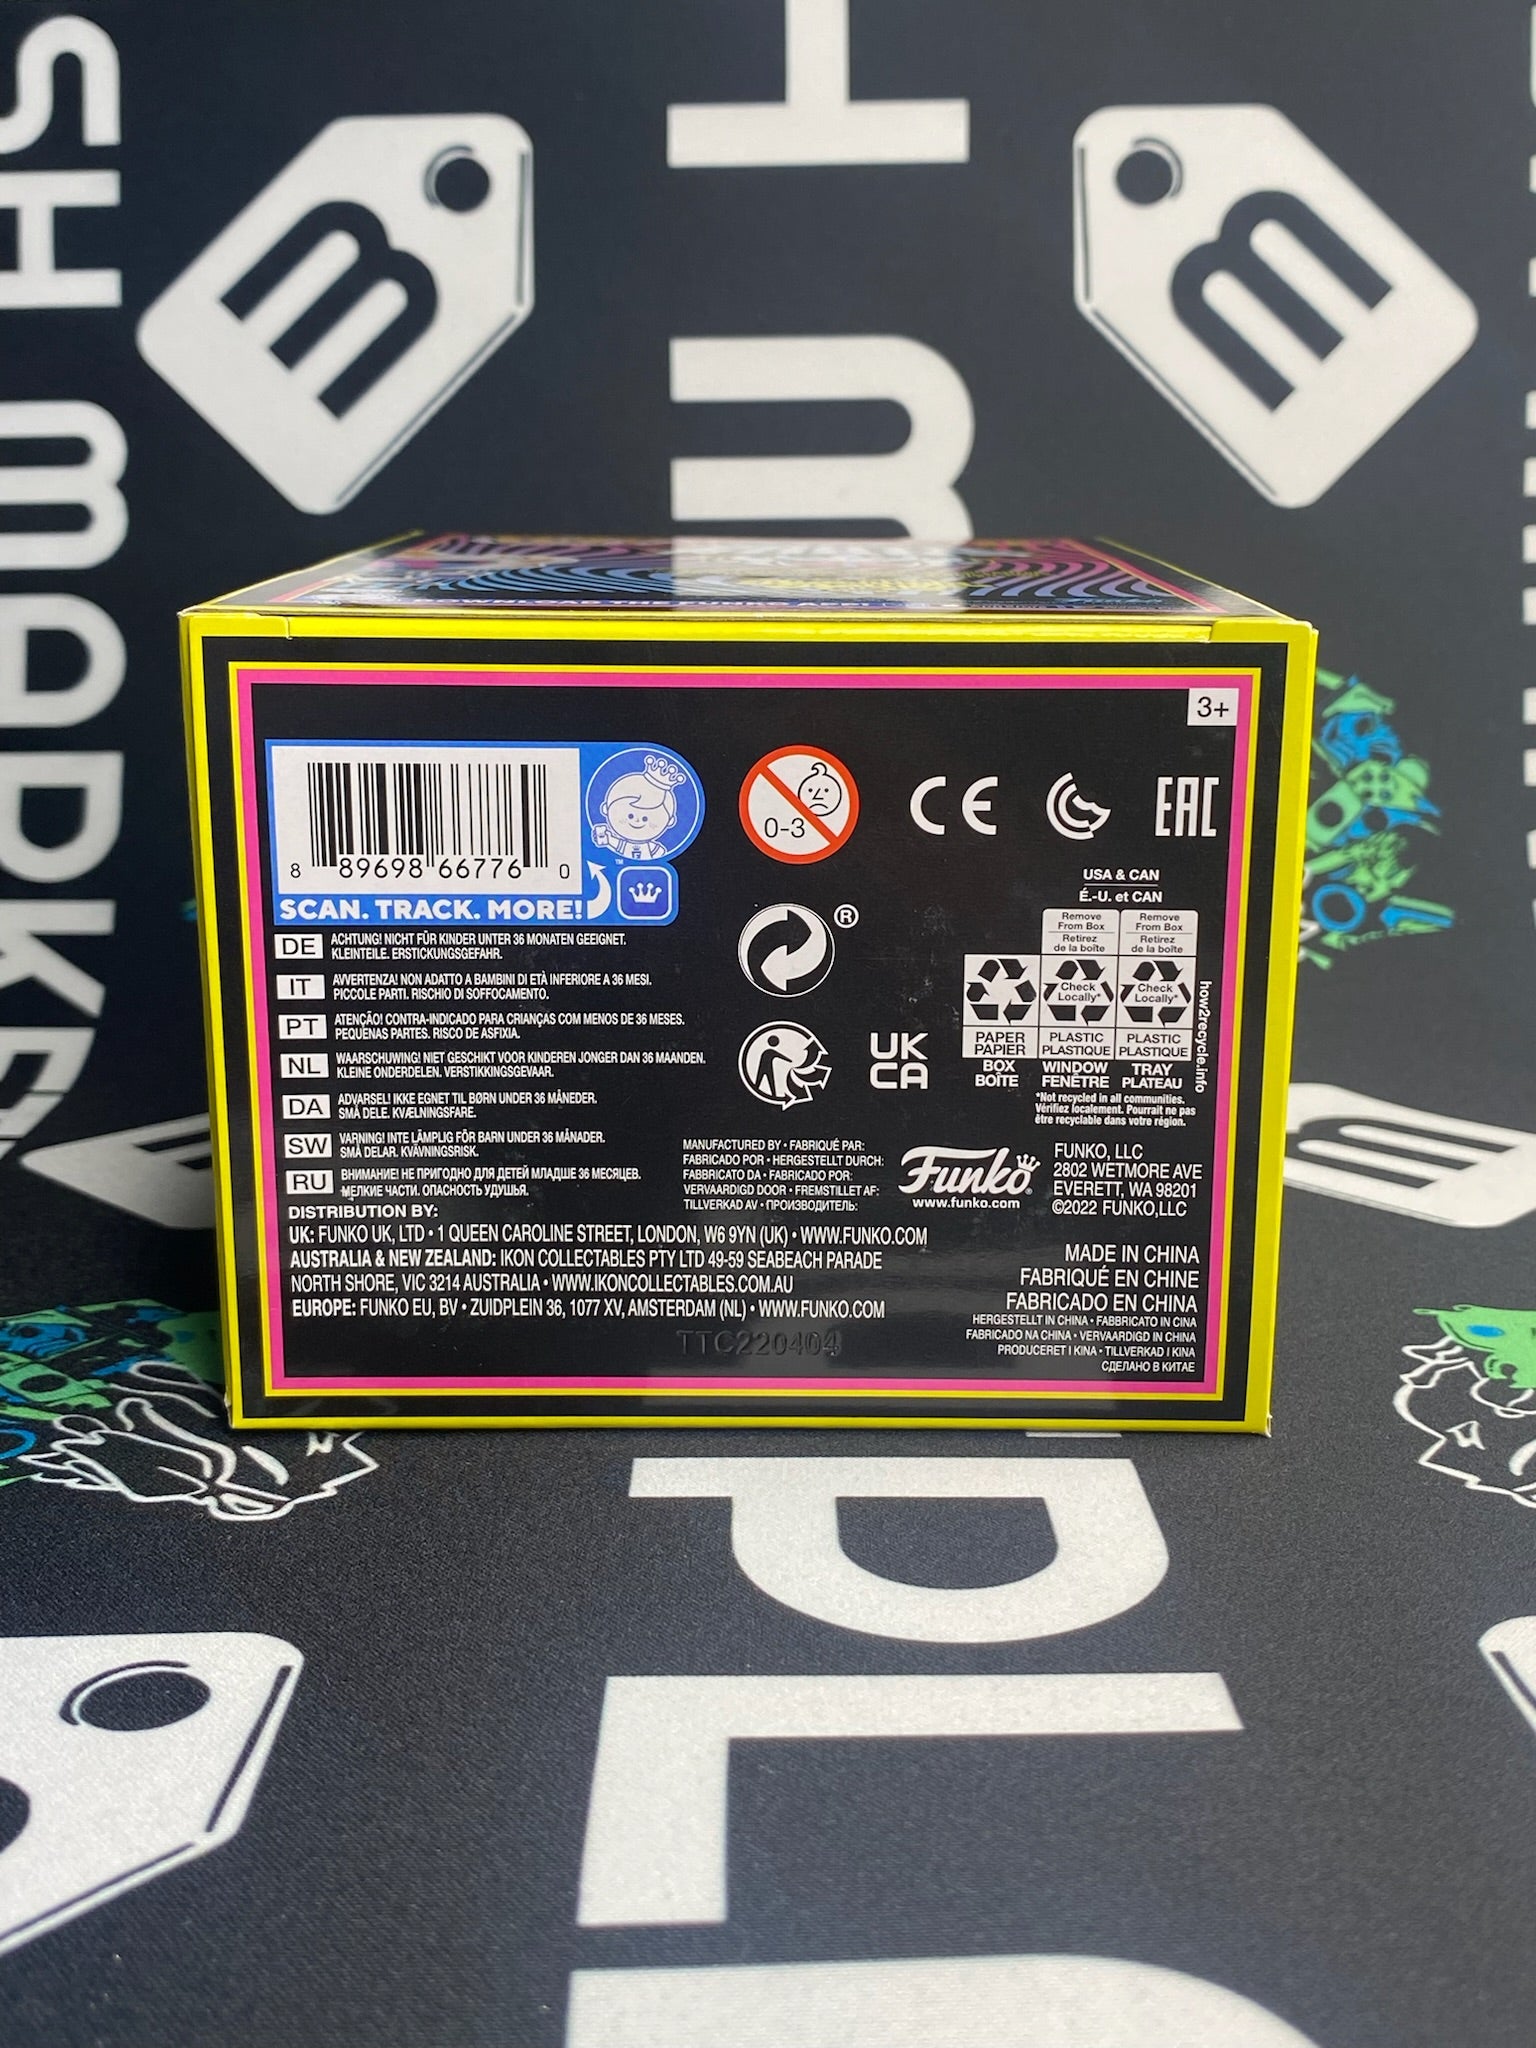 3+
8 89698 66776 0
SCAN. TRACK. MORE!
™
0-3
CE
EAC
®
UK
CA
DE ACHTUNG! NICHT FÜR KINDER UNTER 36 MONATEN GEEIGNET.
KLEINTEILE. ERSTICKUNGSGEFAHR.
IT AVVERTENZA! NON ADATTO A BAMBINI DI ETÀ INFERIORE A 36 MESI.
PICCOLE PARTI. RISCHIO DI SOFFOCAMENTO.
PT ATENÇÃO! CONTRA-INDICADO PARA CRIANÇAS COM MENOS DE 36 MESES.
PEQUENAS PARTES. RISCO DE ASFIXIA.
NL WAARSCHUWING! NIET GESCHIKT VOOR KINDEREN JONGER DAN 36 MAANDEN.
KLEINE ONDERDELEN. VERSTIKKINGSGEVAAR.
DA ADVARSEL! IKKE EGNET TIL BØRN UNDER 36 MÅNEDER.
SMÅ DELE. KVÆLNINGSFARE.
SW VARNING! INTE LÄMPLIG FÖR BARN UNDER 36 MÅNADER.
SMÅ DELAR. KVÄVNINGSRISK.
RU ВНИМАНИЕ! НЕ ПРИГОДНО ДЛЯ ДЕТЕЙ МЛАДШЕ 36 МЕСЯЦЕВ.
МЕЛКИЕ ЧАСТИ. ОПАСНОСТЬ УДУШЬЯ.
USA & CAN
É.-U. et CAN
Remove From Box
Retirez de la boîte
Remove From Box
Retirez de la boîte
Check Locally*
Check Locally*
PAPER PAPIER
PLASTIC PLASTIQUE
PLASTIC PLASTIQUE
BOX BOÎTE
WINDOW FENÊTRE
TRAY PLATEAU
how2recycle.info
*Not recycled in all communities.
Vérifiez localement. Pourrait ne pas
être recyclable dans votre région.
MANUFACTURED BY • FABRIQUÉ PAR:
FABRICADO POR • HERGESTELLT DURCH:
FABBRICATO DA • FABRICADO POR:
VERVAARDIGD DOOR • FREMSTILLET AF:
TILLVERKAD AV • ПРОИЗВОДИТЕЛЬ:
Funko®
www.funko.com
FUNKO, LLC
2802 WETMORE AVE
EVERETT, WA 98201
©2022 FUNKO,LLC
DISTRIBUTION BY:
UK: FUNKO UK, LTD • 1 QUEEN CAROLINE STREET, LONDON, W6 9YN (UK) • WWW.FUNKO.COM
AUSTRALIA & NEW ZEALAND: IKON COLLECTABLES PTY LTD 49-59 SEABEACH PARADE
NORTH SHORE, VIC 3214 AUSTRALIA • WWW.IKONCOLLECTABLES.COM.AU
EUROPE: FUNKO EU, BV • ZUIDPLEIN 36, 1077 XV, AMSTERDAM (NL) • WWW.FUNKO.COM
MADE IN CHINA
FABRIQUÉ EN CHINE
FABRICADO EN CHINA
HERGESTELLT IN CHINA • FABBRICATO IN CINA
FABRICADO NA CHINA • VERVAARDIGD IN CHINA
PRODUCERET I KINA • TILLVERKAD I KINA
СДЕЛАНО В КИТАЕ
TTC220404